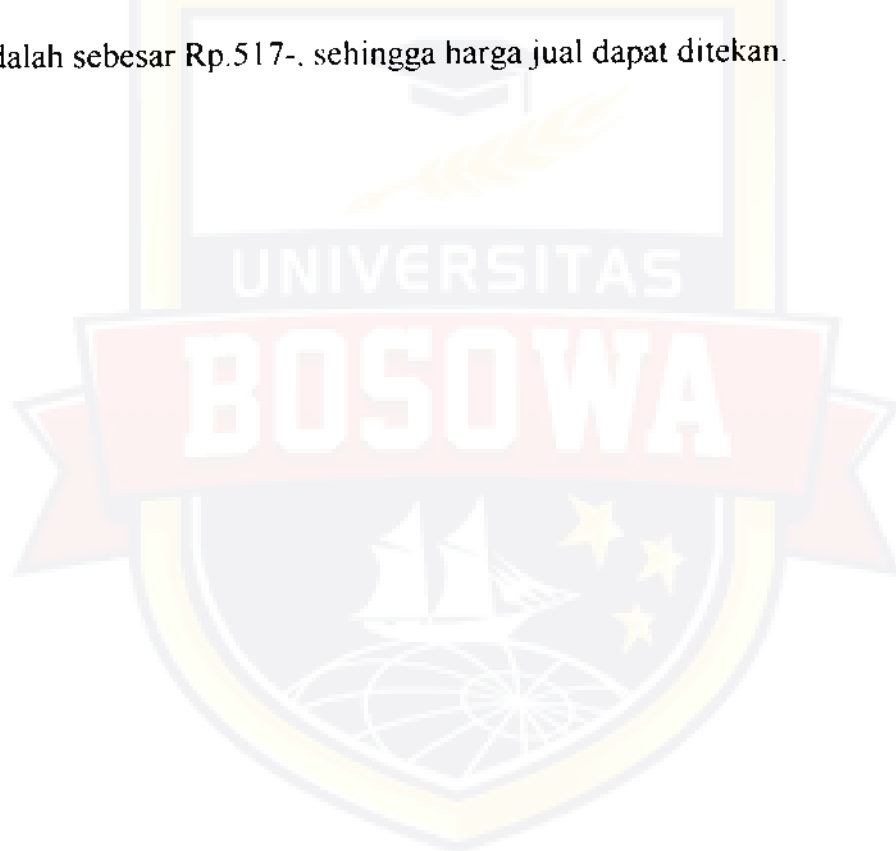 dalah sebesar Rp.517-. sehingga harga jual dapat ditekan.
UNIVERSITAS
BOSOWA